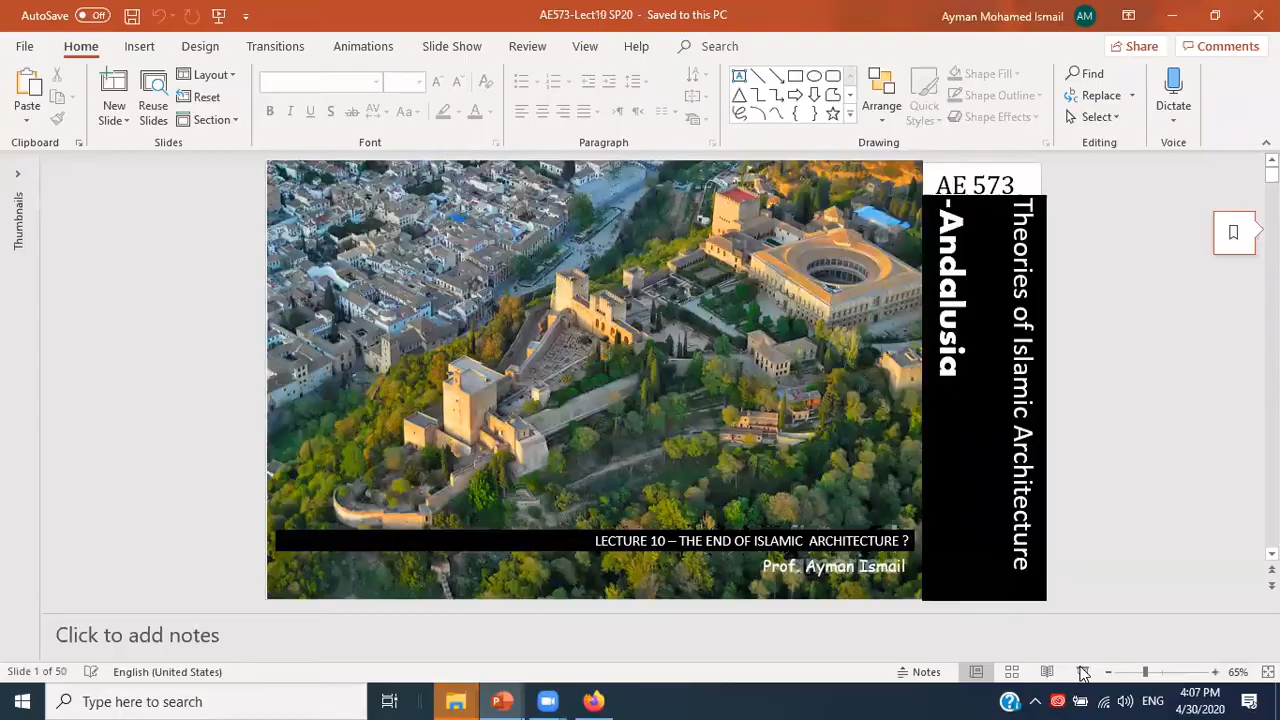 AutoSave Off
AE573-Lect10 SP20 - Saved to this PC
Ayman Mohamed Ismail AM
File Home Insert Design Transitions Animations Slide Show Review View Help Search Share Comments
Paste
New Slide
Reuse Slides
Layout
Reset
Section
Arrange
Quick Styles
Shape Fill
Shape Outline
Shape Effects
Find
Replace
Select
Dictate
Clipboard Slides Font Paragraph Drawing Editing Voice
Thumbnails
AE 573
Theories of Islamic Architecture
-Andalusia
LECTURE 10 – THE END OF ISLAMIC ARCHITECTURE ?
Prof. Ayman Ismail
Click to add notes
Slide 1 of 50 English (United States) Notes 65%
Type here to search
ENG
4:07 PM
4/30/2020